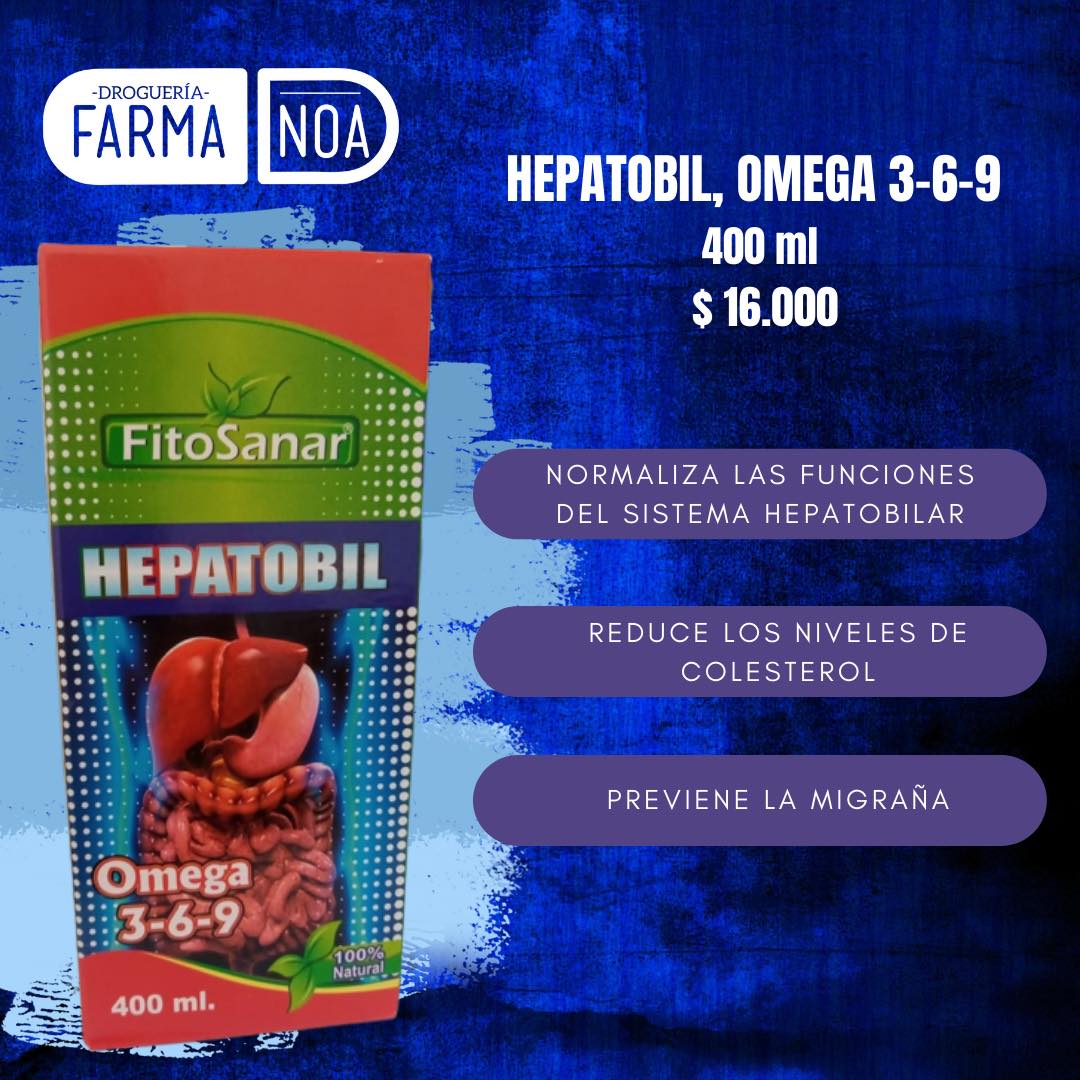 -DROGUERÍA-
FARMA NOA
HEPATOBIL, OMEGA 3-6-9
400 ml
$ 16.000
NORMALIZA LAS FUNCIONES
DEL SISTEMA HEPATOBILAR
REDUCE LOS NIVELES DE
COLESTEROL
PREVIENE LA MIGRAÑA
FitoSanar®
HEPATOBIL
Omega
3-6-9
100%
Natural
400 ml.